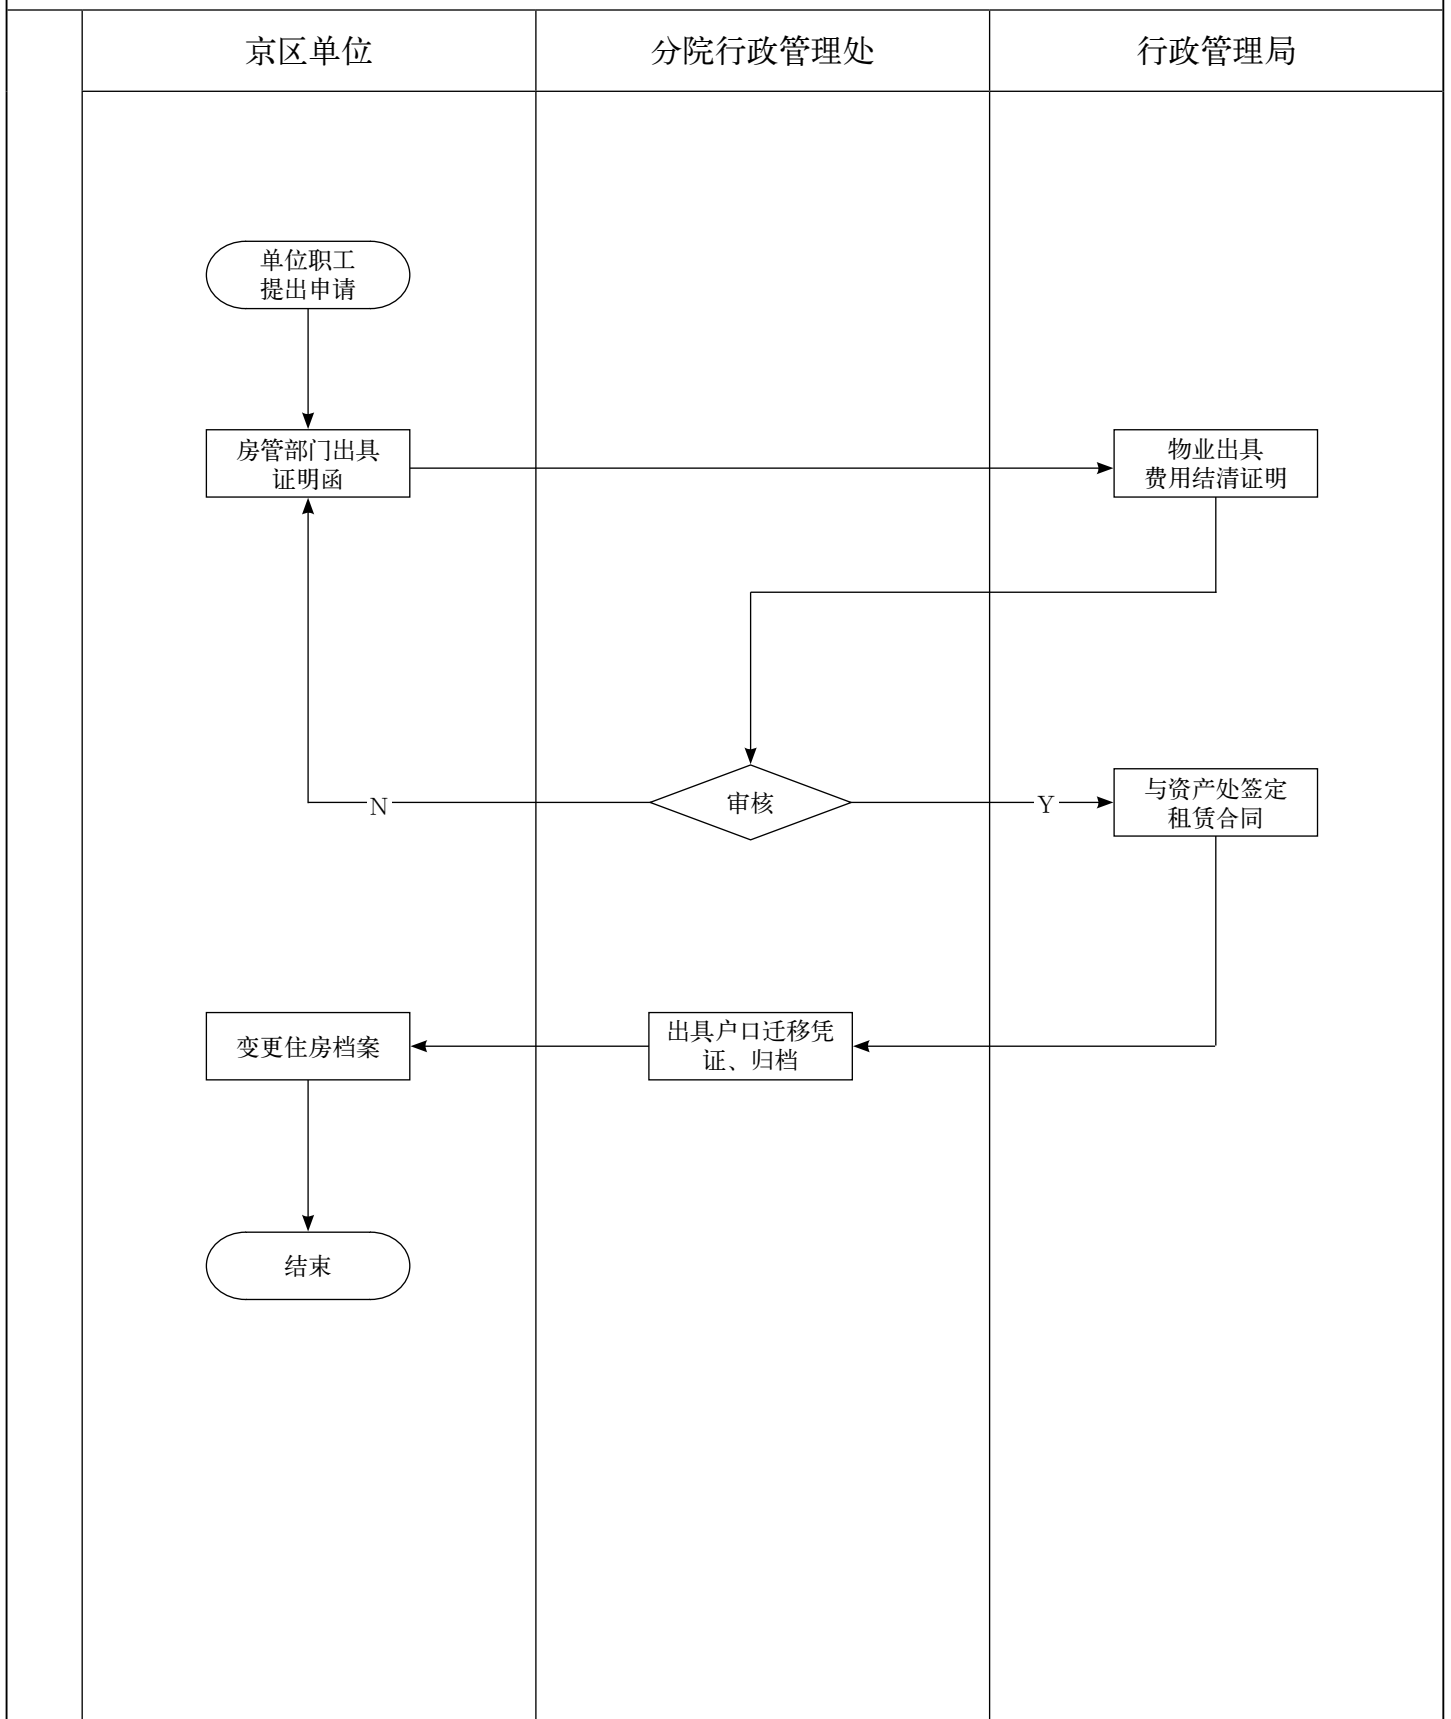 京区单位
分院行政管理处
行政管理局
单位职工
提出申请
房管部门出具
证明函
物业出具
费用结清证明
N
审核
Y
与资产处签定
租赁合同
变更住房档案
出具户口迁移凭
证、归档
结束